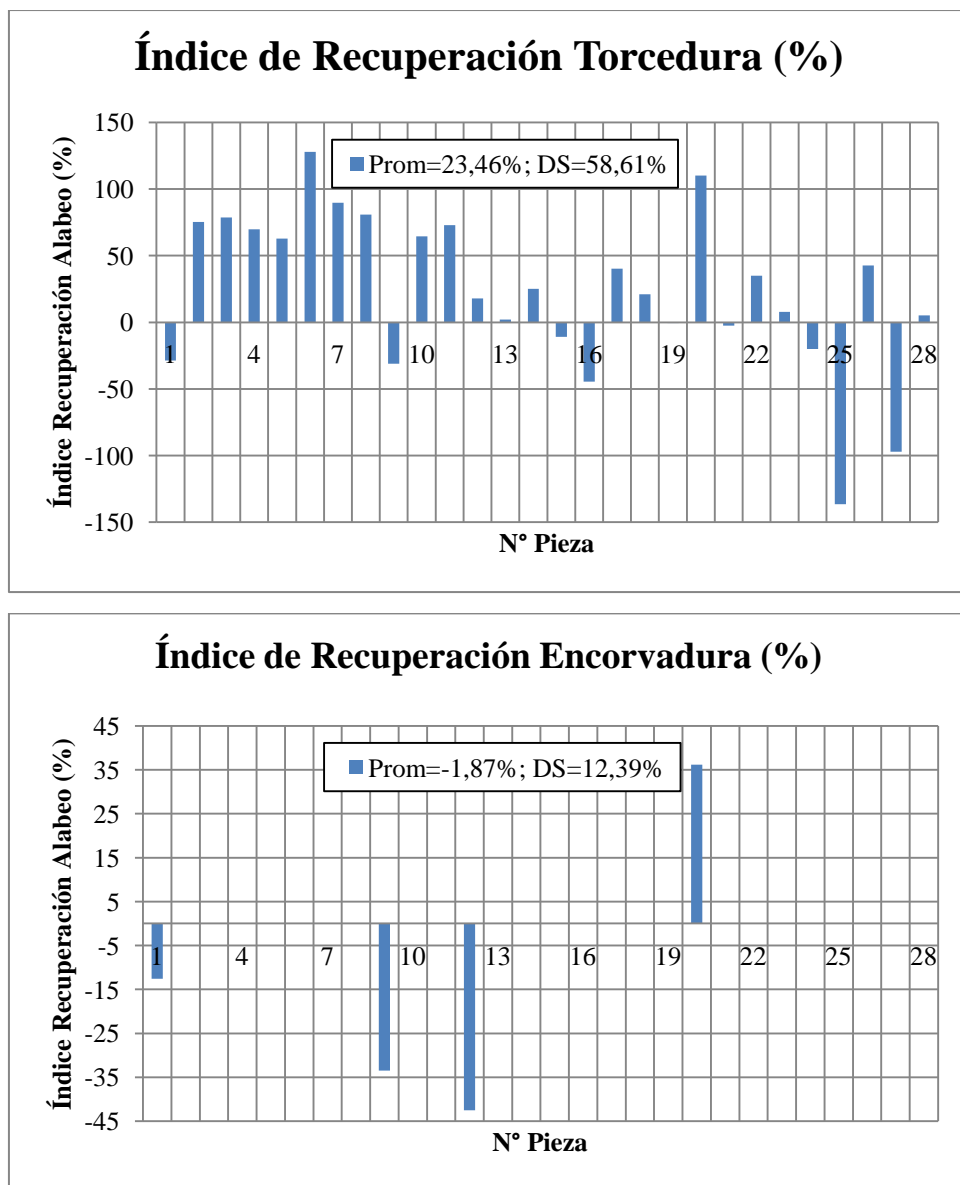 Índice de Recuperación Torcedura (%)
Índice Recuperación Alabeo (%)
150
100
50
0
-50
-100
-150
Prom=23,46%; DS=58,61%
1 4 7 10 13 16 19 22 25 28
N° Pieza
Índice de Recuperación Encorvadura (%)
Índice Recuperación Alabeo (%)
45
35
25
15
5
-5
-15
-25
-35
-45
Prom=-1,87%; DS=12,39%
1 4 7 10 13 16 19 22 25 28
N° Pieza